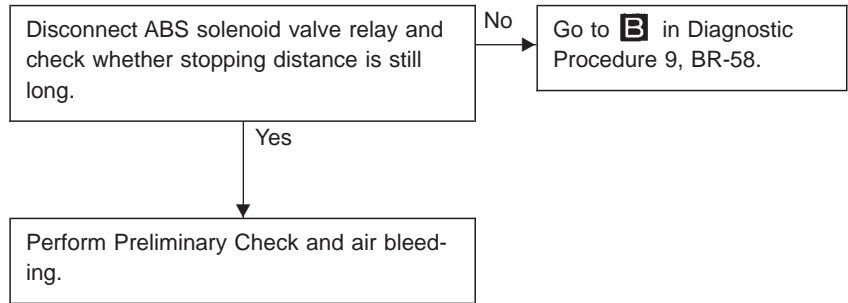 Disconnect ABS solenoid valve relay and
check whether stopping distance is still
long.
No
Go to B in Diagnostic
Procedure 9, BR-58.
Yes
Perform Preliminary Check and air bleed-
ing.